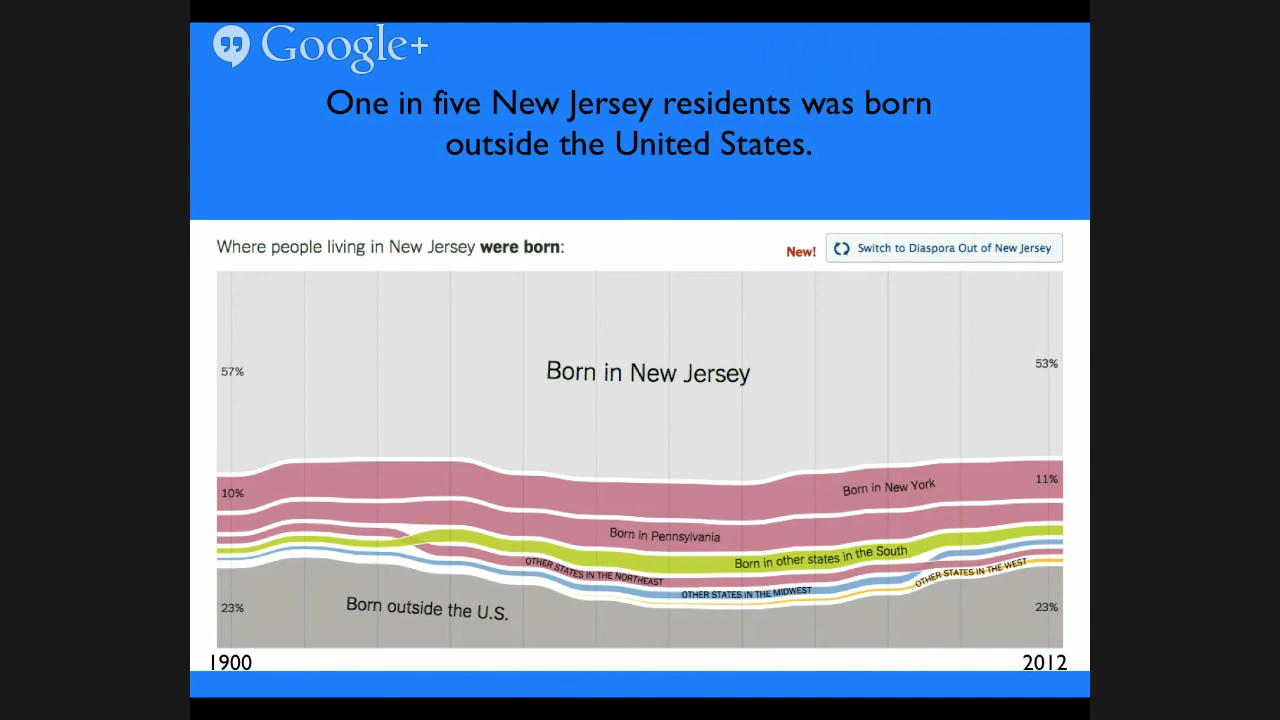 Google+
One in five New Jersey residents was born
outside the United States.
Where people living in New Jersey were born:
New!
Switch to Diaspora Out of New Jersey
57%
53%
Born in New Jersey
10%
Born in New York
11%
Born in Pennsylvania
Born in other states in the South
OTHER STATES IN THE NORTHEAST
OTHER STATES IN THE MIDWEST
OTHER STATES IN THE WEST
23%
Born outside the U.S.
23%
1900
2012